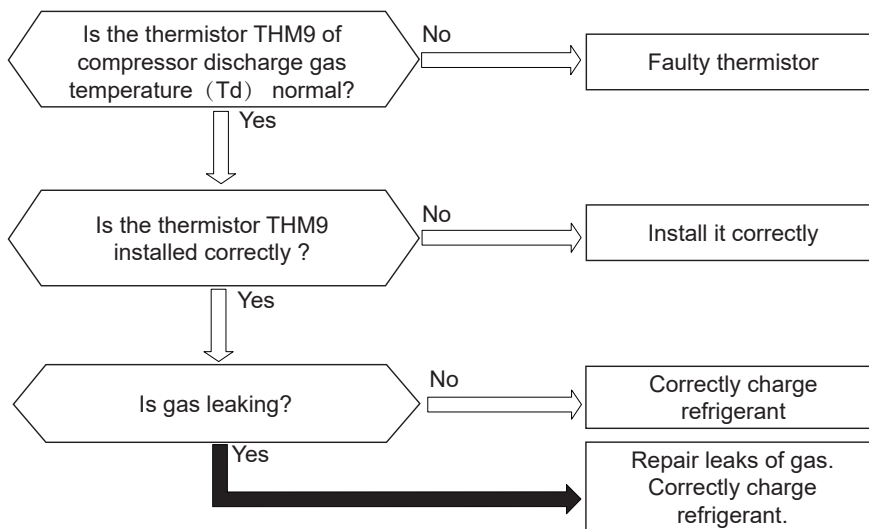 Is the thermistor THM9 of
compressor discharge gas
temperature（Td） normal?
No
Faulty thermistor
Yes
Is the thermistor THM9
installed correctly ?
No
Install it correctly
Yes
Is gas leaking?
No
Correctly charge
refrigerant
Yes
Repair leaks of gas.
Correctly charge
refrigerant.